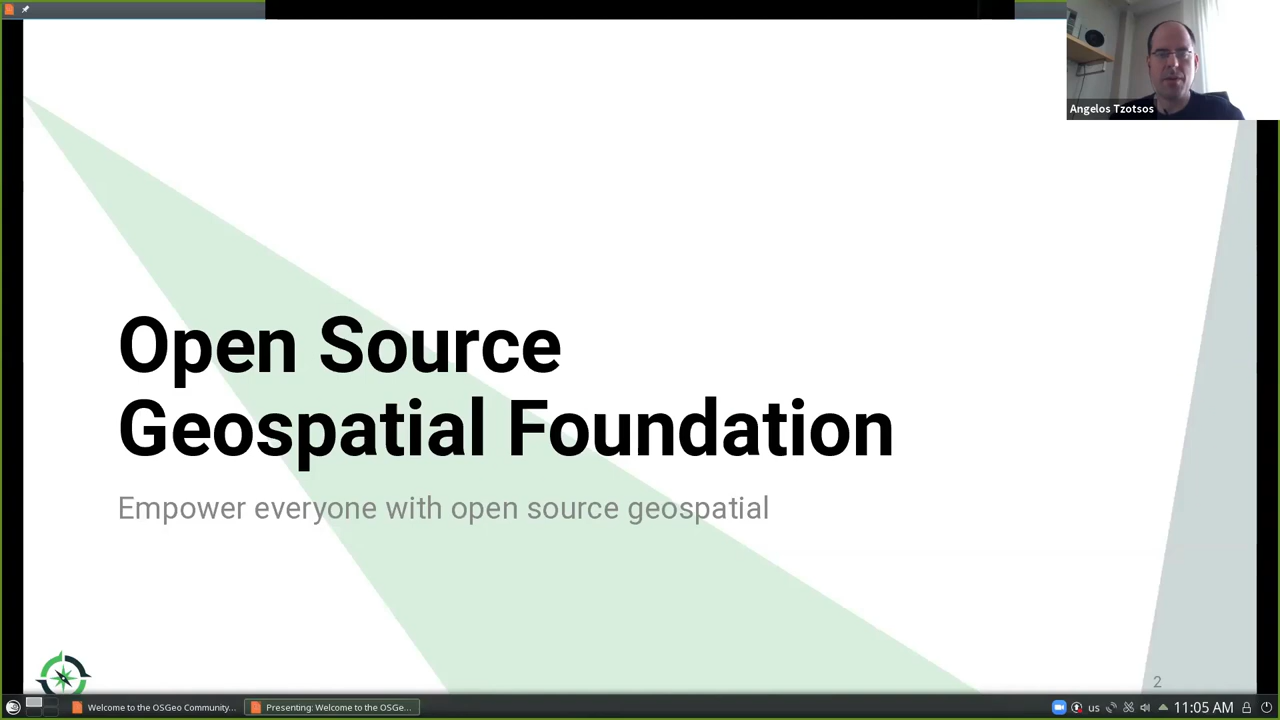 Angelos Tzotsos
Open Source
Geospatial Foundation
Empower everyone with open source geospatial
2
Welcome to the OSGeo Community...
Presenting: Welcome to the OSGe...
us
11:05 AM